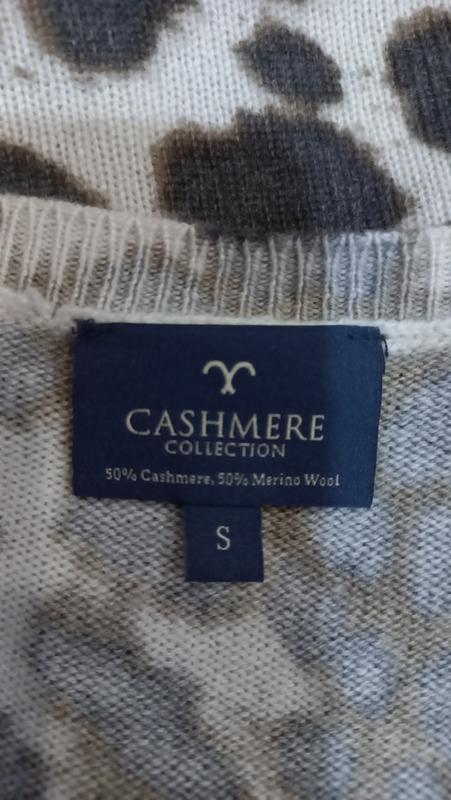 CASHMERE
COLLECTION
50% Cashmere, 50% Merino Wool
S